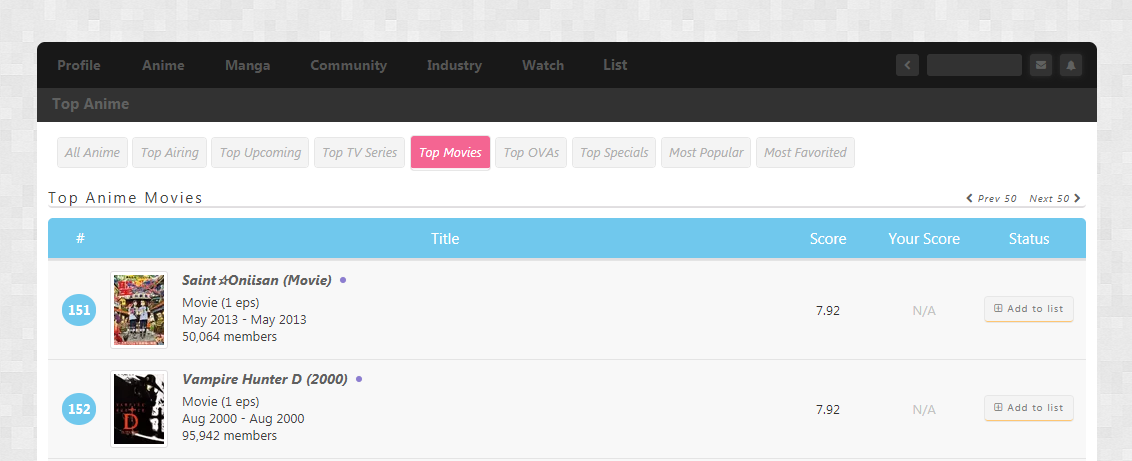 Profile Anime Manga Community Industry Watch List
Top Anime
All Anime Top Airing Top Upcoming Top TV Series Top Movies Top OVAs Top Specials Most Popular Most Favorited
Top Anime Movies Prev 50 Next 50
# Title Score Your Score Status
Saint☆Oniisan (Movie)
151 Movie (1 eps) 7.92 N/A Add to list
May 2013 - May 2013
50,064 members
Vampire Hunter D (2000)
152 Movie (1 eps) 7.92 N/A Add to list
Aug 2000 - Aug 2000
95,942 members